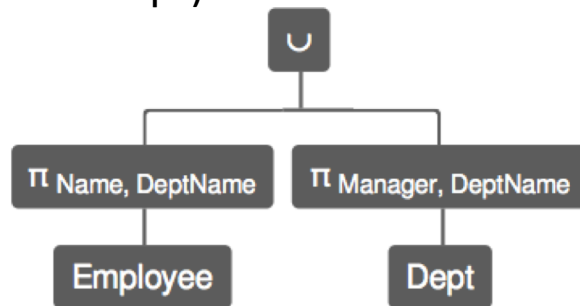 ∪
π Name, DeptName
π Manager, DeptName
Employee
Dept